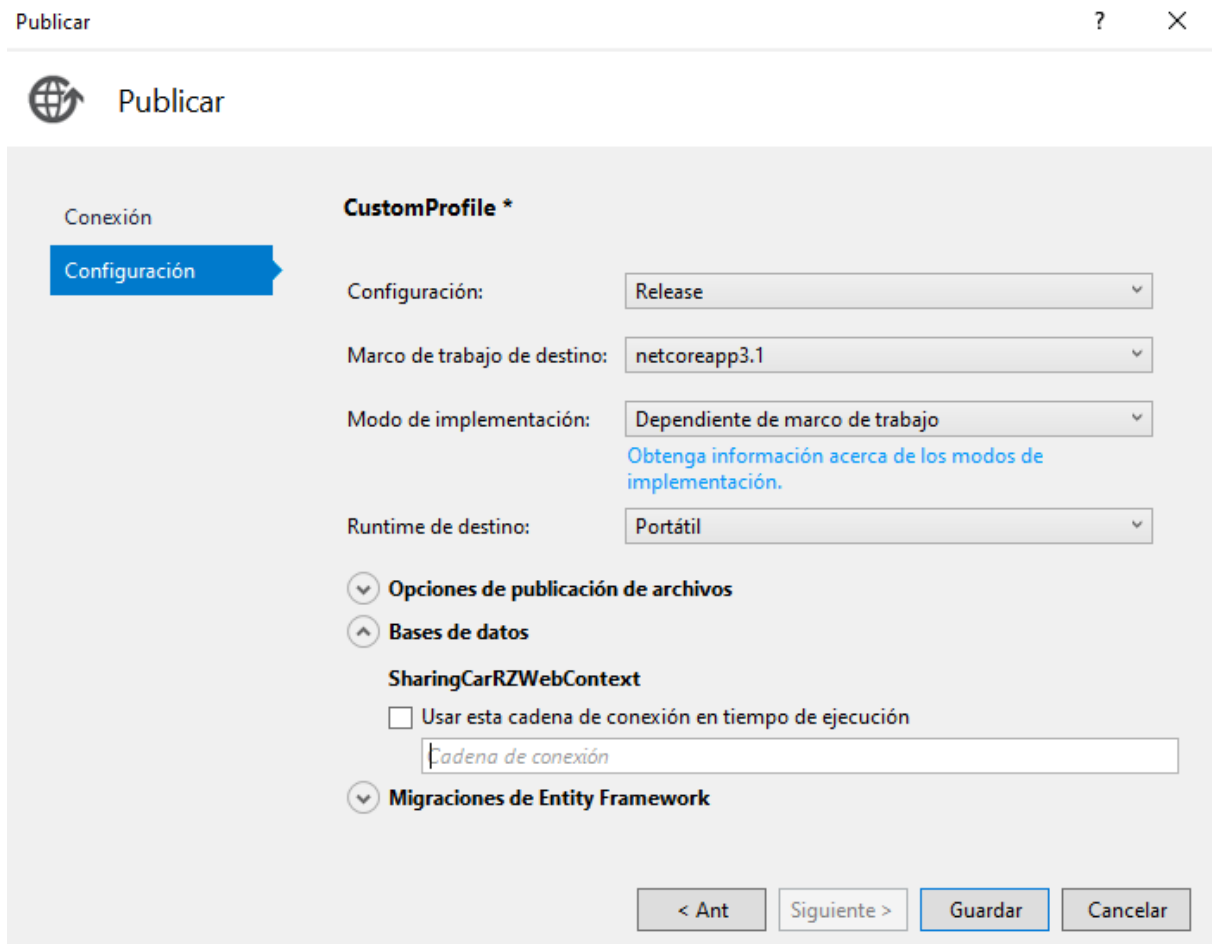 Publicar
?
Publicar
Conexión
Configuración
CustomProfile *
Configuración: Release
Marco de trabajo de destino: netcoreapp3.1
Modo de implementación: Dependiente de marco de trabajo
Obtenga información acerca de los modos de
implementación.
Runtime de destino: Portátil
Opciones de publicación de archivos
Bases de datos
SharingCarRZWebContext
Usar esta cadena de conexión en tiempo de ejecución
Cadena de conexión
Migraciones de Entity Framework
< Ant Siguiente > Guardar Cancelar